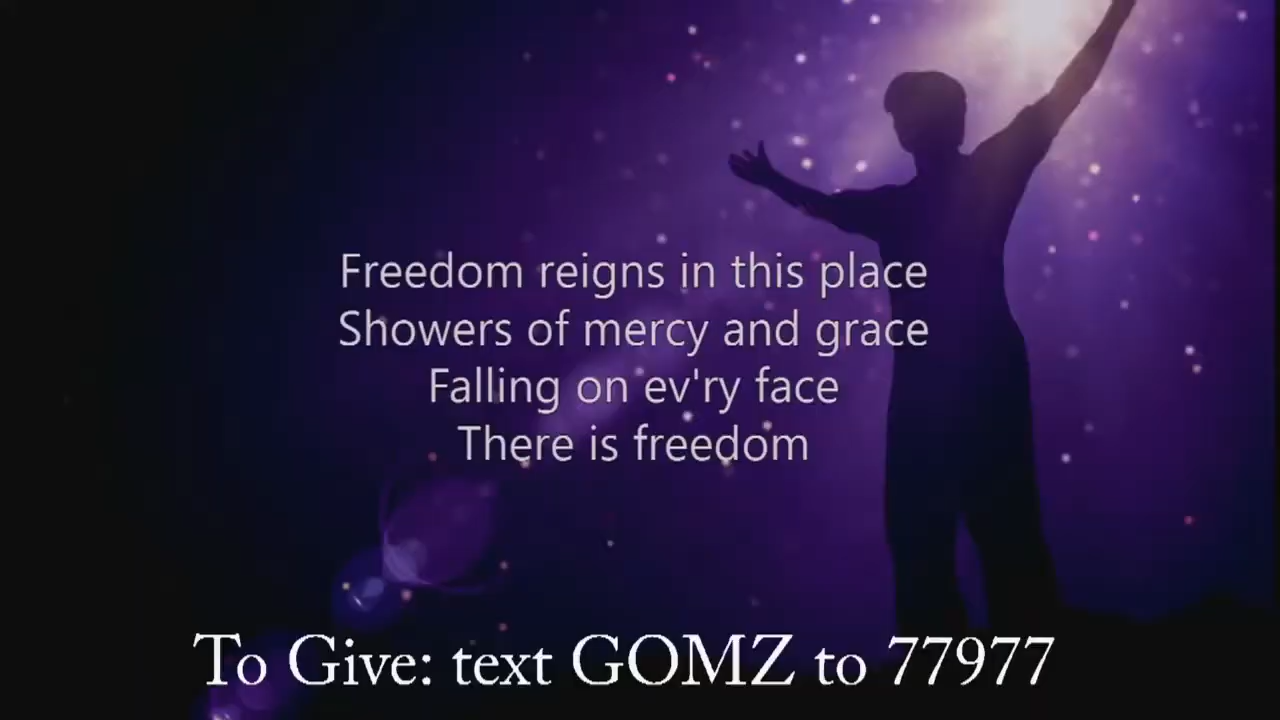 Freedom reigns in this place
Showers of mercy and grace
Falling on ev'ry face
There is freedom
To Give: text GOMZ to 77977